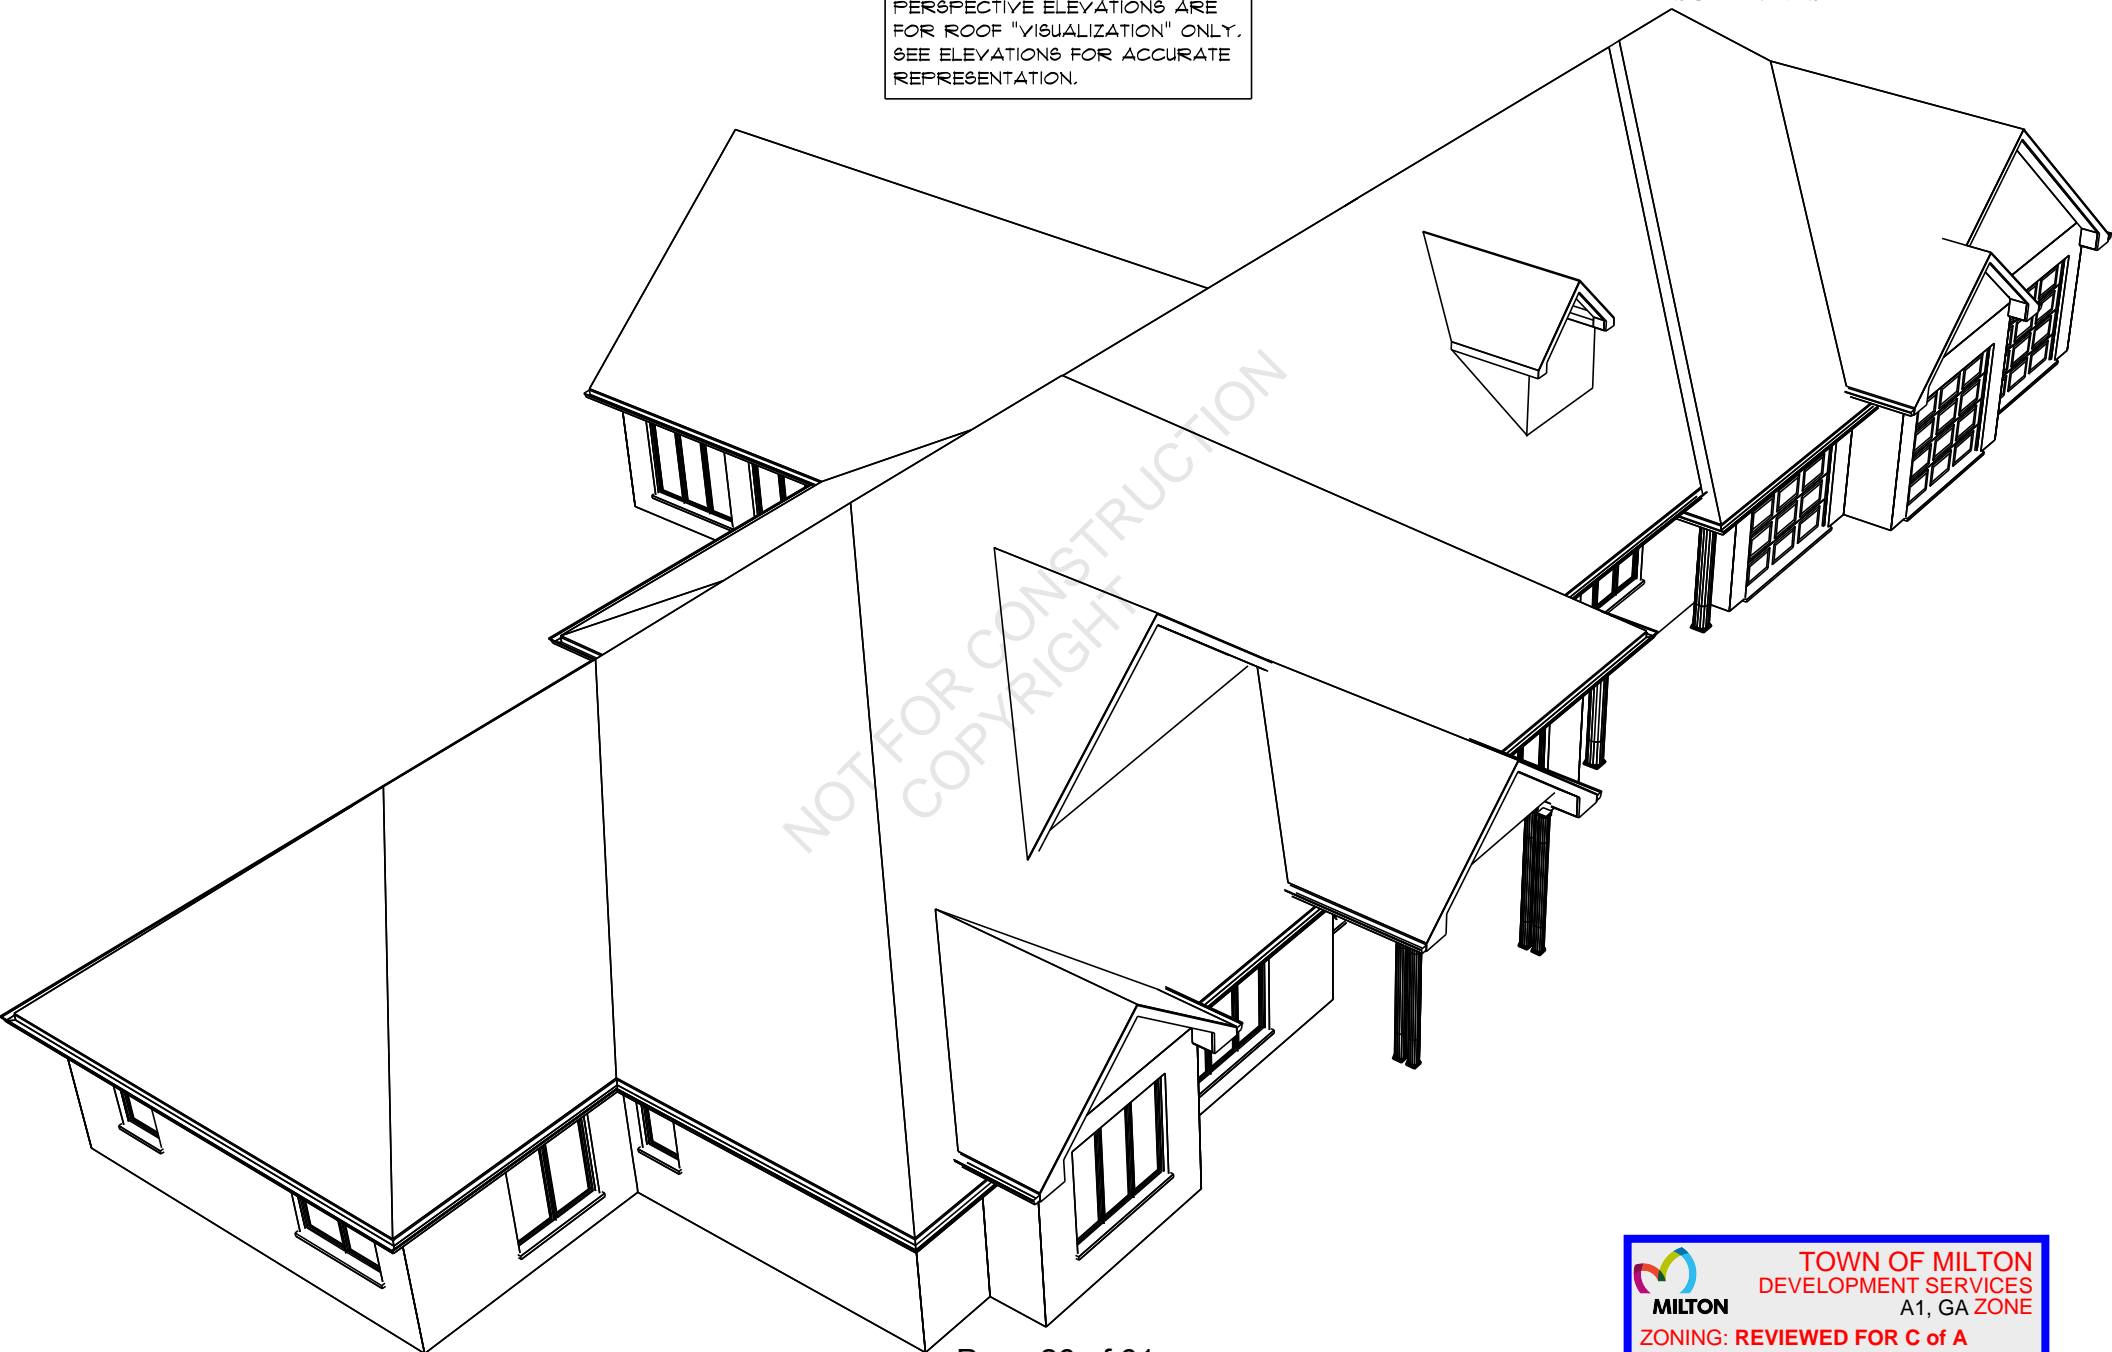 PERSPECTIVE ELEVATIONS ARE
FOR ROOF "VISUALIZATION" ONLY.
SEE ELEVATIONS FOR ACCURATE
REPRESENTATION.
NOT FOR CONSTRUCTION
COPYRIGHT
TOWN OF MILTON
DEVELOPMENT SERVICES
MILTON
A1, GA ZONE
ZONING: REVIEWED FOR C of A